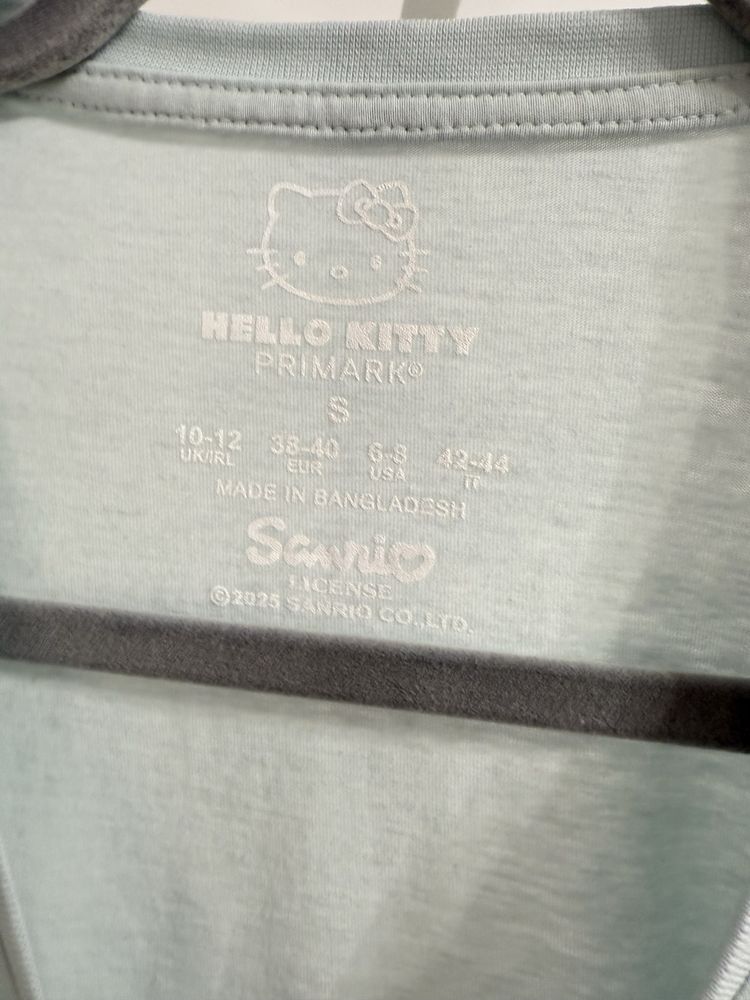 HELLO KITTY
PRIMARK®
S
10-12 38-40 6-8 42-44
UK/IRL EUR USA IT
MADE IN BANGLADESH
Sanrio
LICENSE
©2025 SANRIO CO.,LTD.